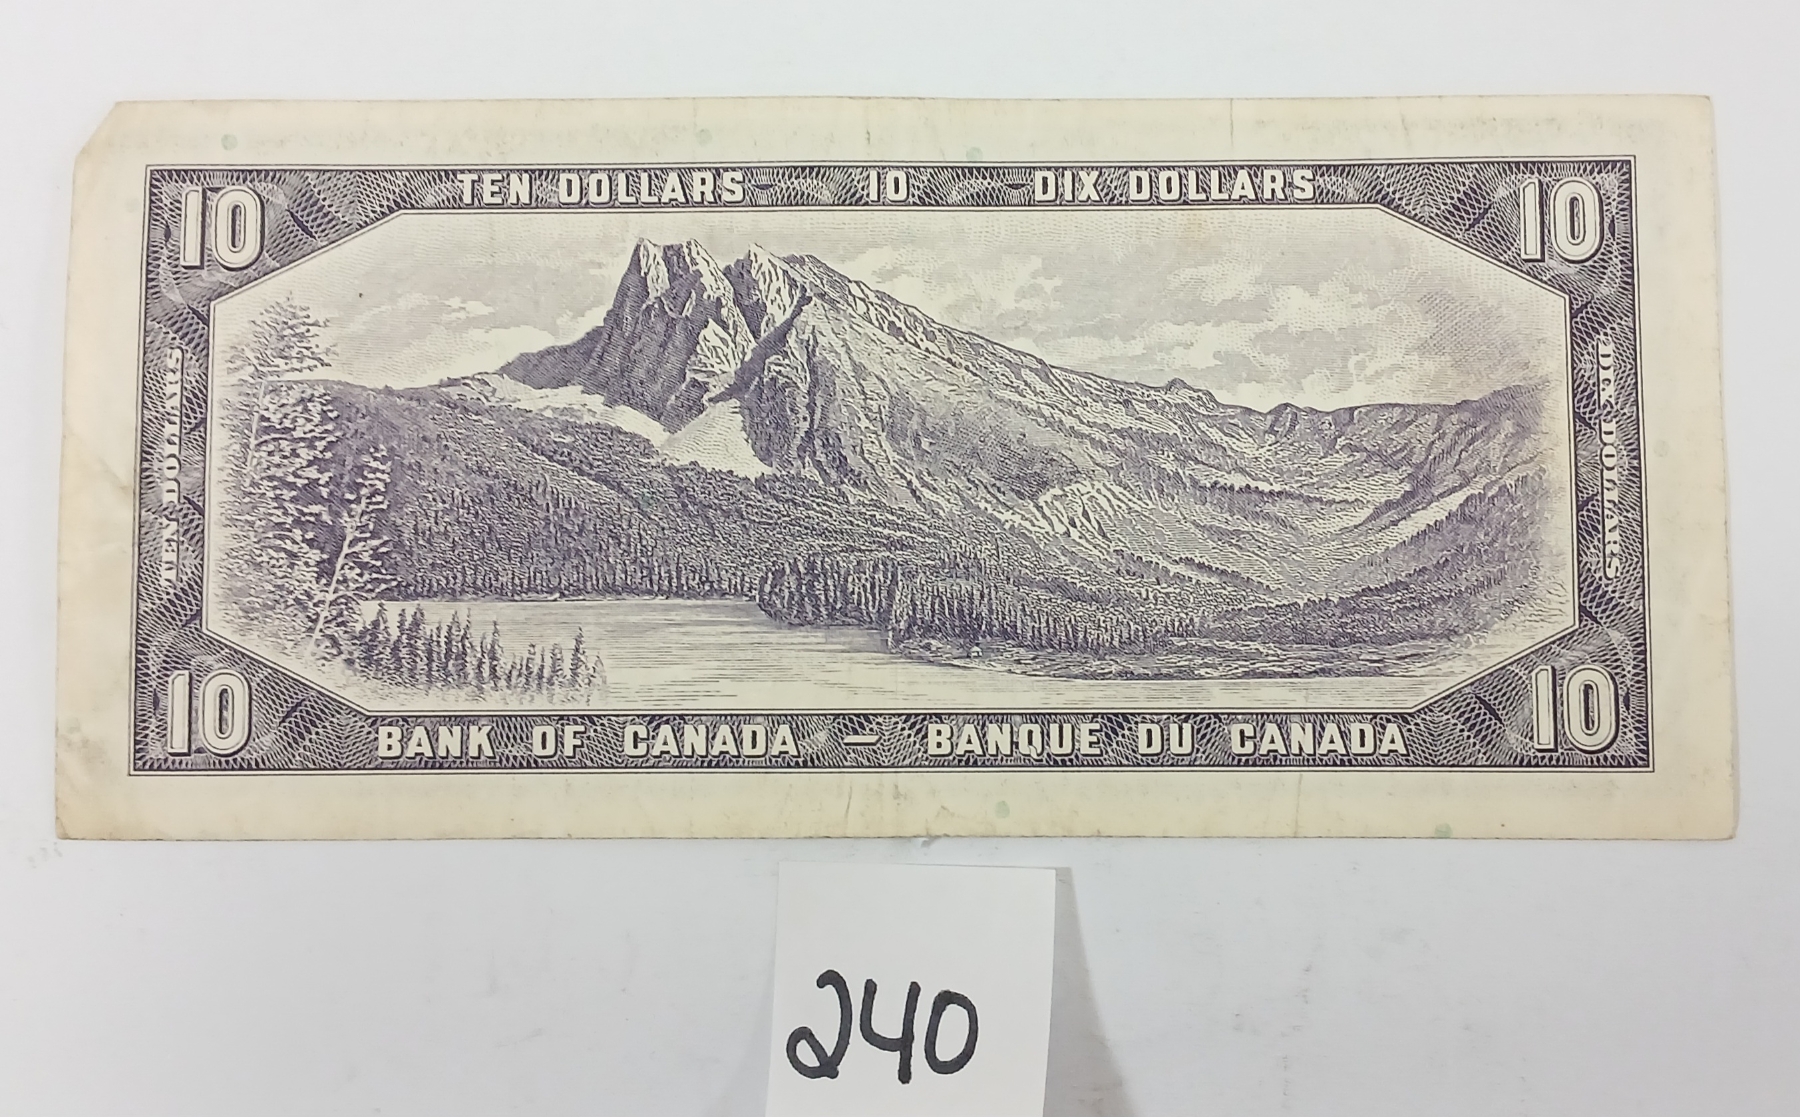 TEN DOLLARS 10 DIX DOLLARS
10
10
TEN DOLLARS
DIX DOLLARS
10
10
BANK OF CANADA — BANQUE DU CANADA
240